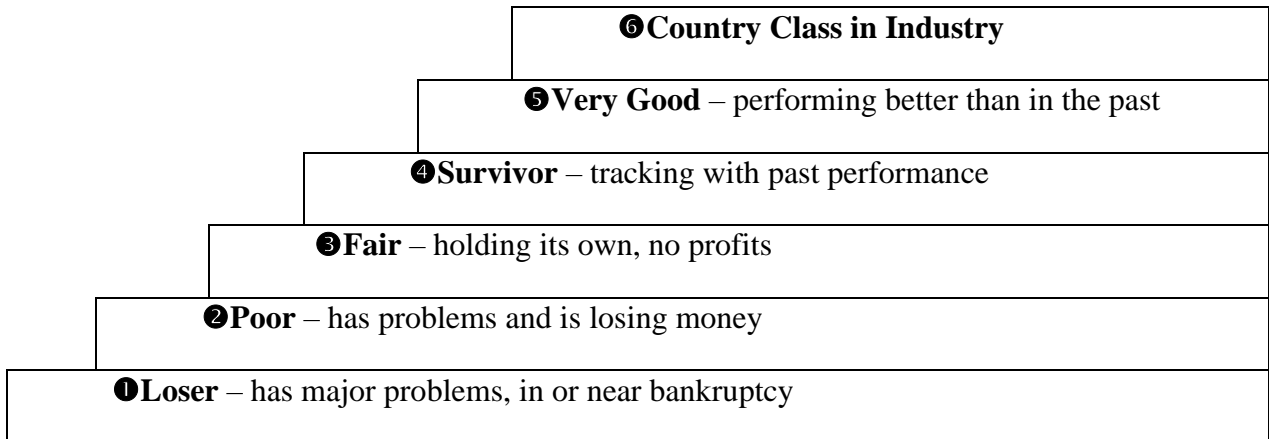 ❻Country Class in Industry
❺Very Good – performing better than in the past
❹Survivor – tracking with past performance
❸Fair – holding its own, no profits
❷Poor – has problems and is losing money
❶Loser – has major problems, in or near bankruptcy